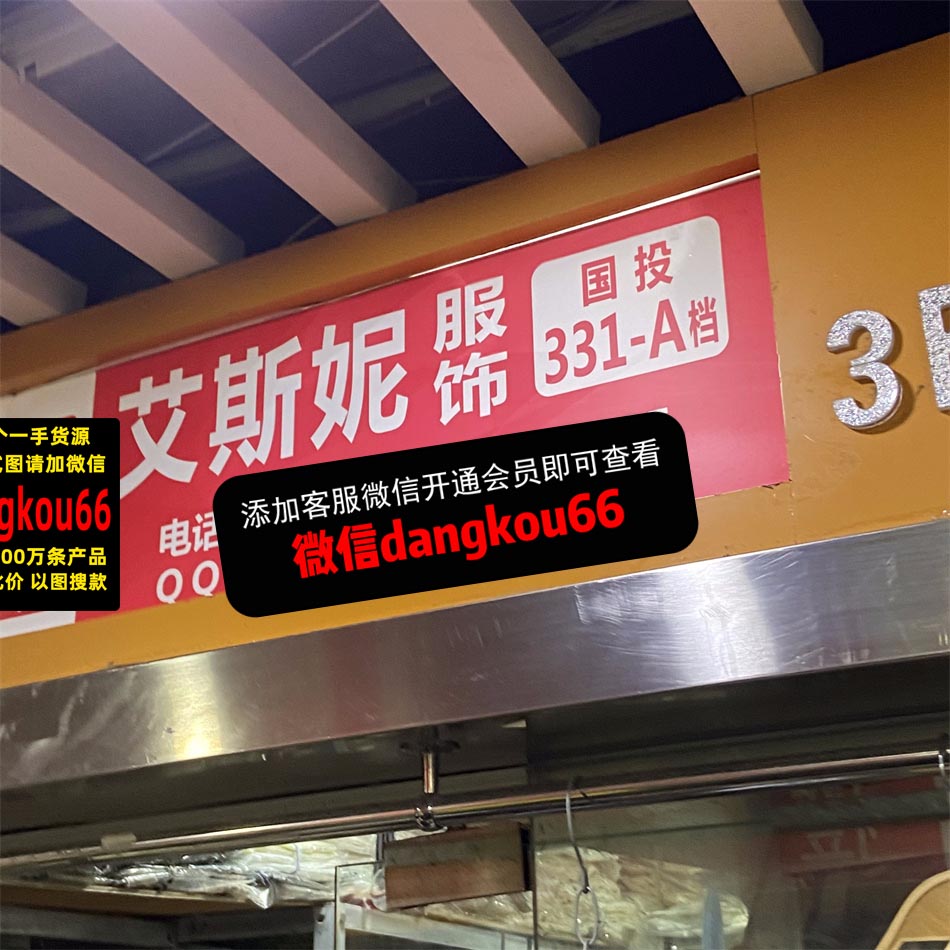 艾斯妮
服饰
国投
331-A档
电话
QQ
添加客服微信开通会员即可查看
微信dangkou66
一手货源
图请加微信
gkou66
00万条产品
比价 以图搜款
3